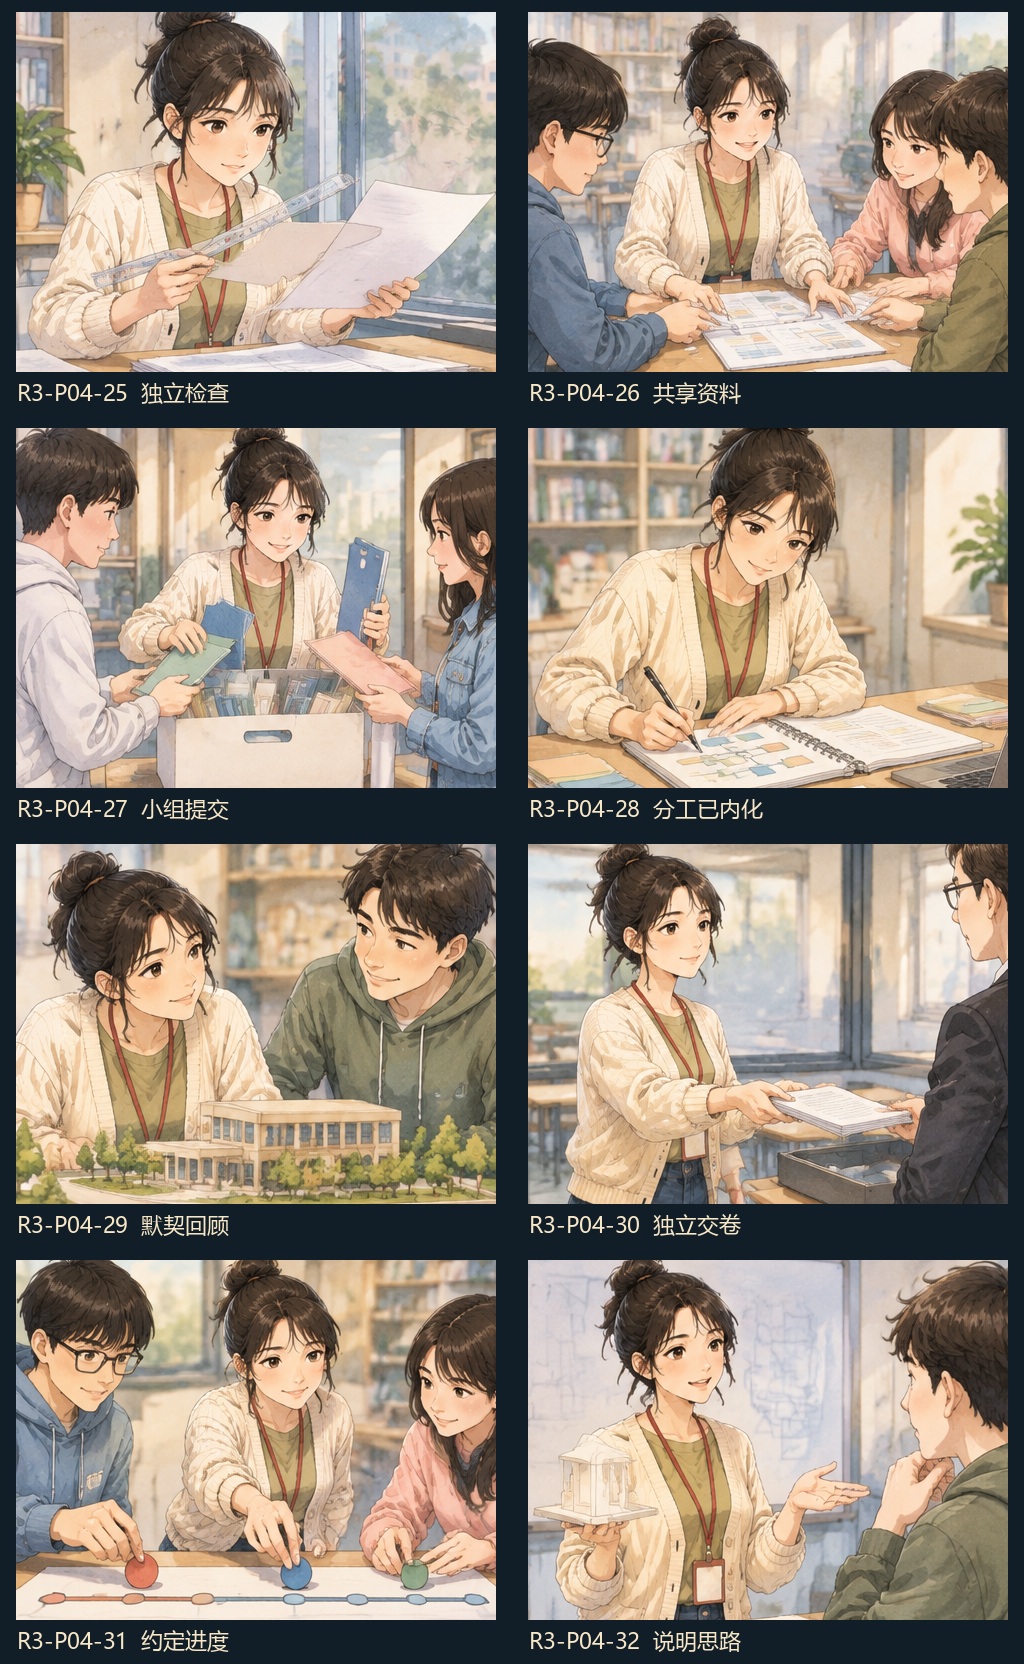 R3-P04-25 独立检查
R3-P04-26 共享资料
R3-P04-27 小组提交
R3-P04-28 分工已内化
R3-P04-29 默契回顾
R3-P04-30 独立交卷
R3-P04-31 约定进度
R3-P04-32 说明思路